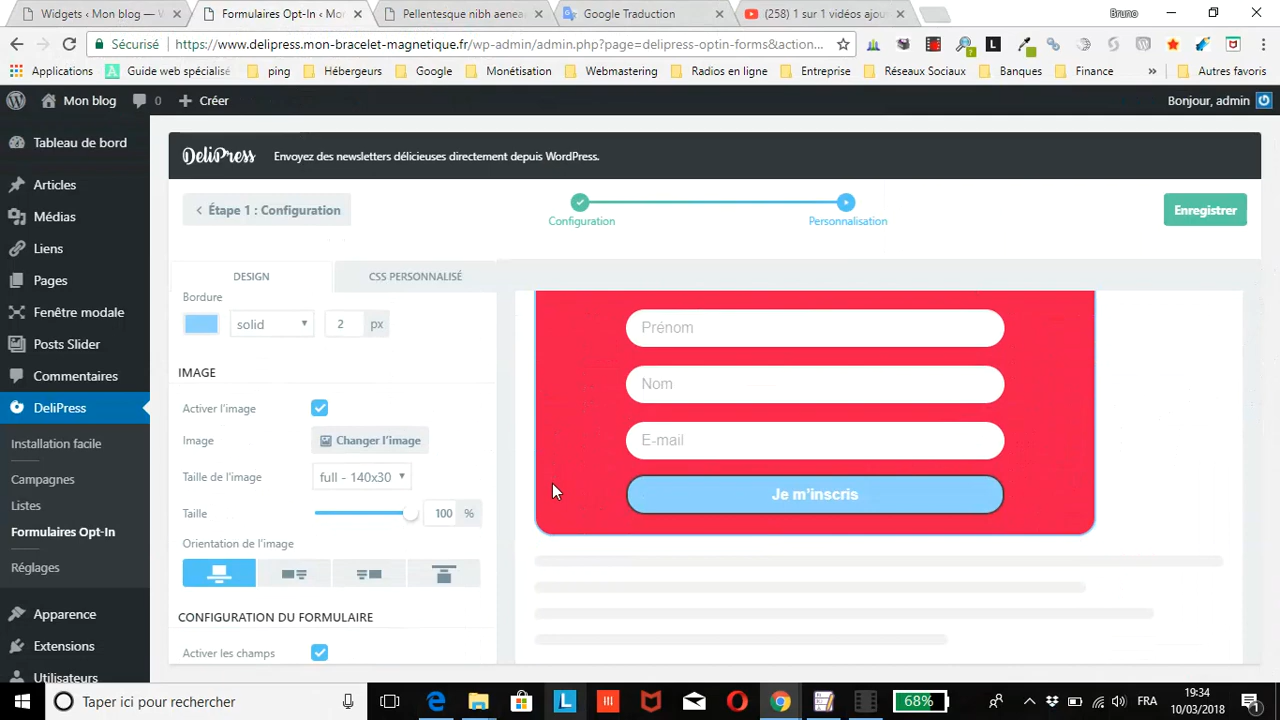 Widgets ‹ Mon blog —
Formulaires Opt-In ‹ Mon
Pellentesque nibh aenea
Google Traduction
(258) 1 sur 1 vidéos ajou
Bruno
Sécurisé
https://www.delipress.mon-bracelet-magnetique.fr/wp-admin/admin.php?page=delipress-optin-forms&action...
Applications
Guide web spécialisé
ping
Hébergeurs
Google
Monétisation
Webmastering
Radios en ligne
Entreprise
Réseaux Sociaux
Banques
Finance
»
Autres favoris
Mon blog
0
Créer
Bonjour, admin
Tableau de bord
Articles
Médias
Liens
Pages
Fenêtre modale
Posts Slider
Commentaires
DeliPress
Installation facile
Campagnes
Listes
Formulaires Opt-In
Réglages
Apparence
Extensions
Utilisateurs
DeliPress
Envoyez des newsletters délicieuses directement depuis WordPress.
Étape 1 : Configuration
Configuration
Personnalisation
Enregistrer
DESIGN
CSS PERSONNALISÉ
Bordure
solid
2
px
IMAGE
Activer l'image
Image
Changer l'image
Taille de l'image
full - 140x30
Taille
100
%
Orientation de l'image
CONFIGURATION DU FORMULAIRE
Activer les champs
Prénom
Nom
E-mail
Je m'inscris
Taper ici pour rechercher
68%
FRA
19:34
10/03/2018